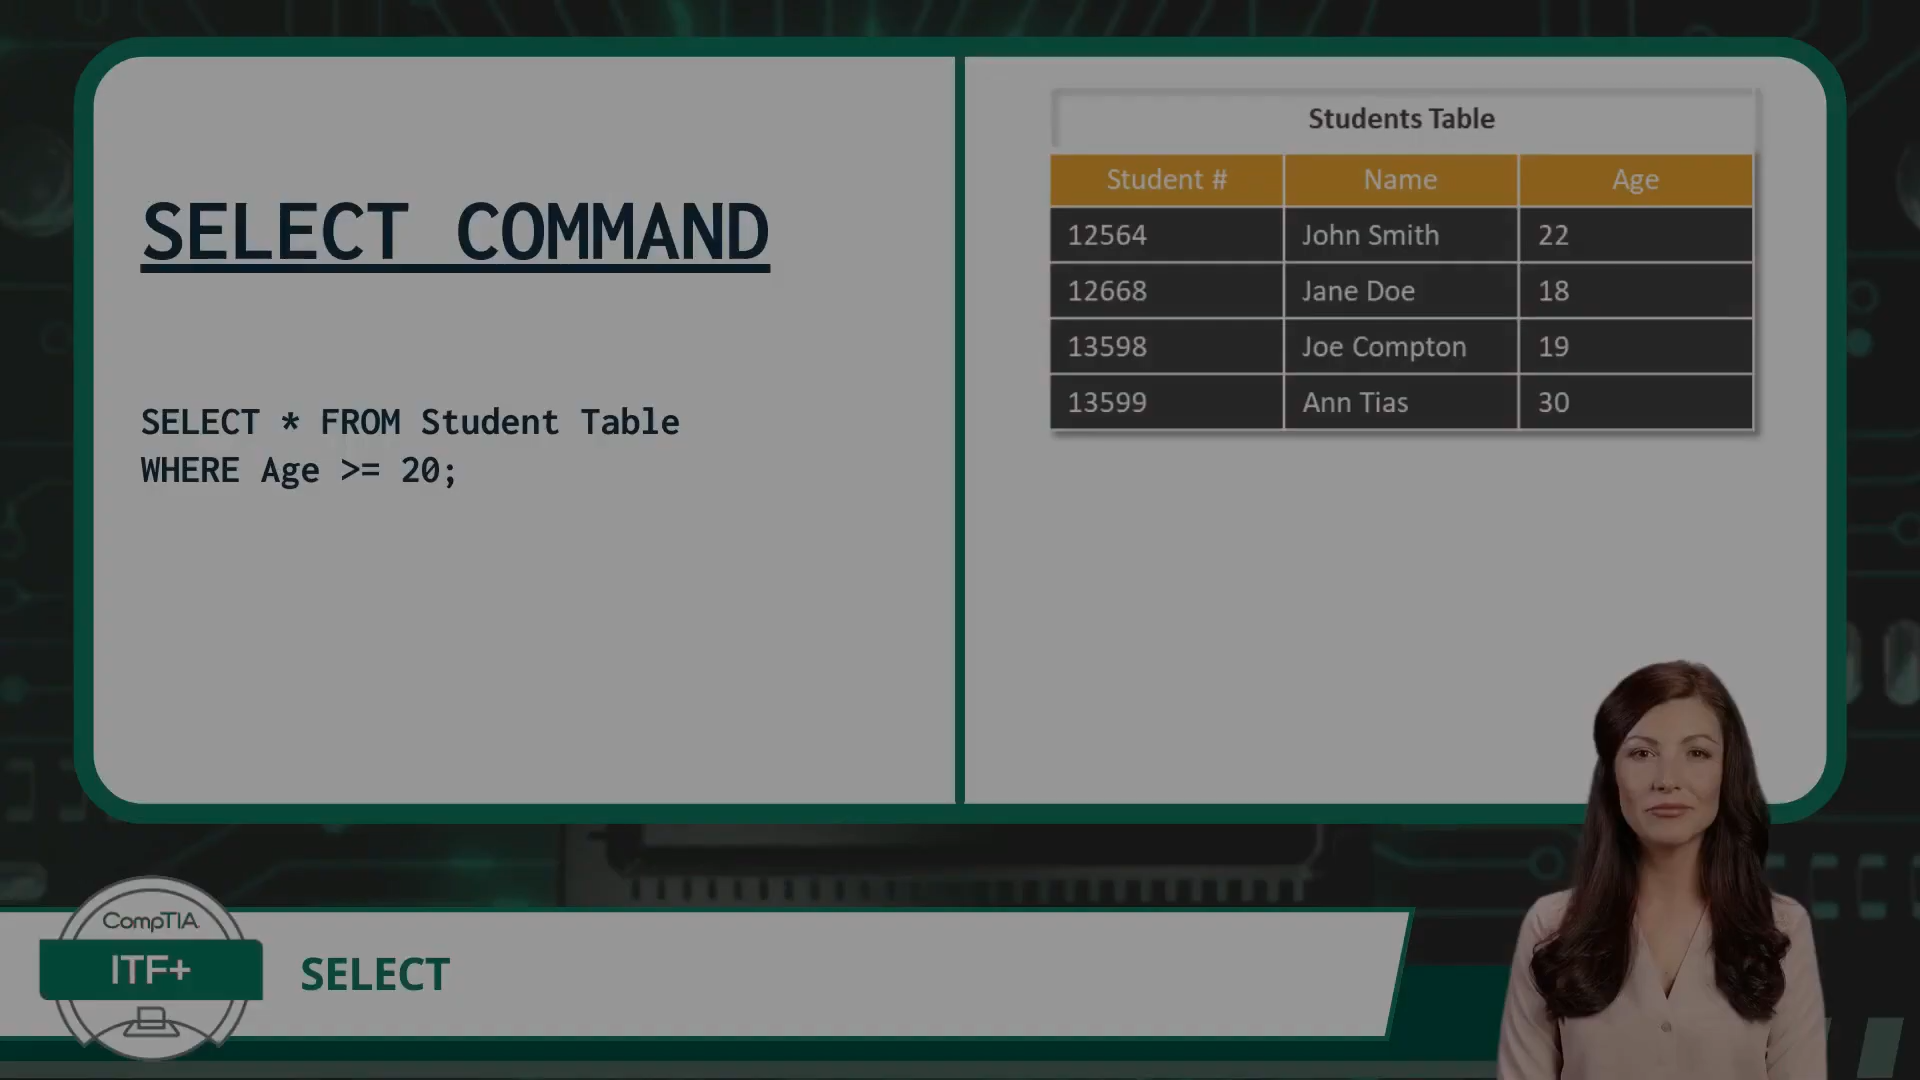 SELECT COMMAND
SELECT * FROM Student Table
WHERE Age >= 20;
Students Table
Student # Name Age
12564 John Smith 22
12668 Jane Doe 18
13598 Joe Compton 19
13599 Ann Tias 30
CompTIA
ITF+
SELECT